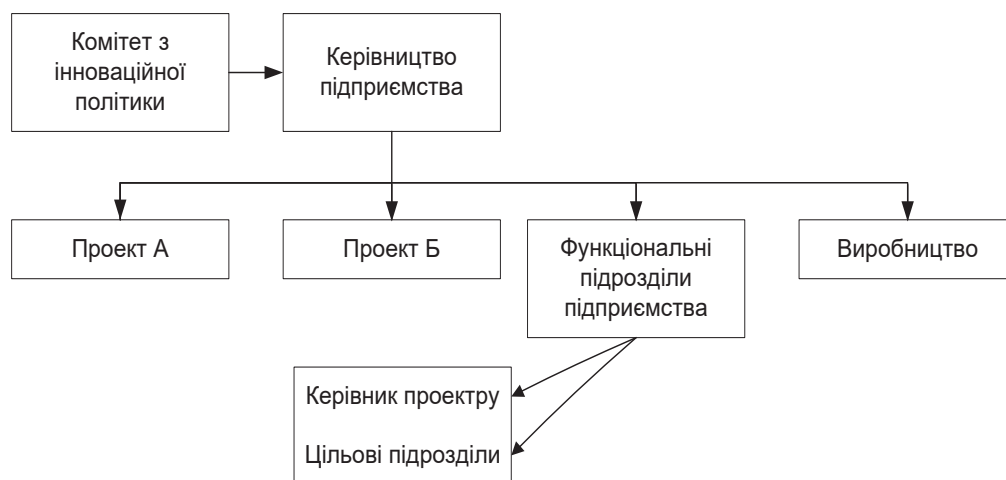 Комітет з
інноваційної
політики
Керівництво
підприємства
Проект А
Проект Б
Функціональні
підрозділи
підприємства
Виробництво
Керівник проектру
Цільові підрозділи